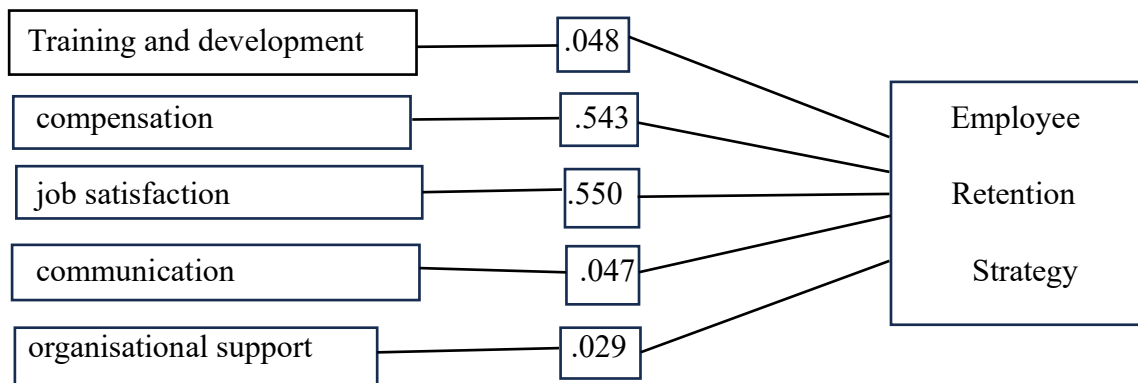 Training and development
.048
compensation
.543
job satisfaction
.550
communication
.047
organisational support
.029
Employee
Retention
Strategy